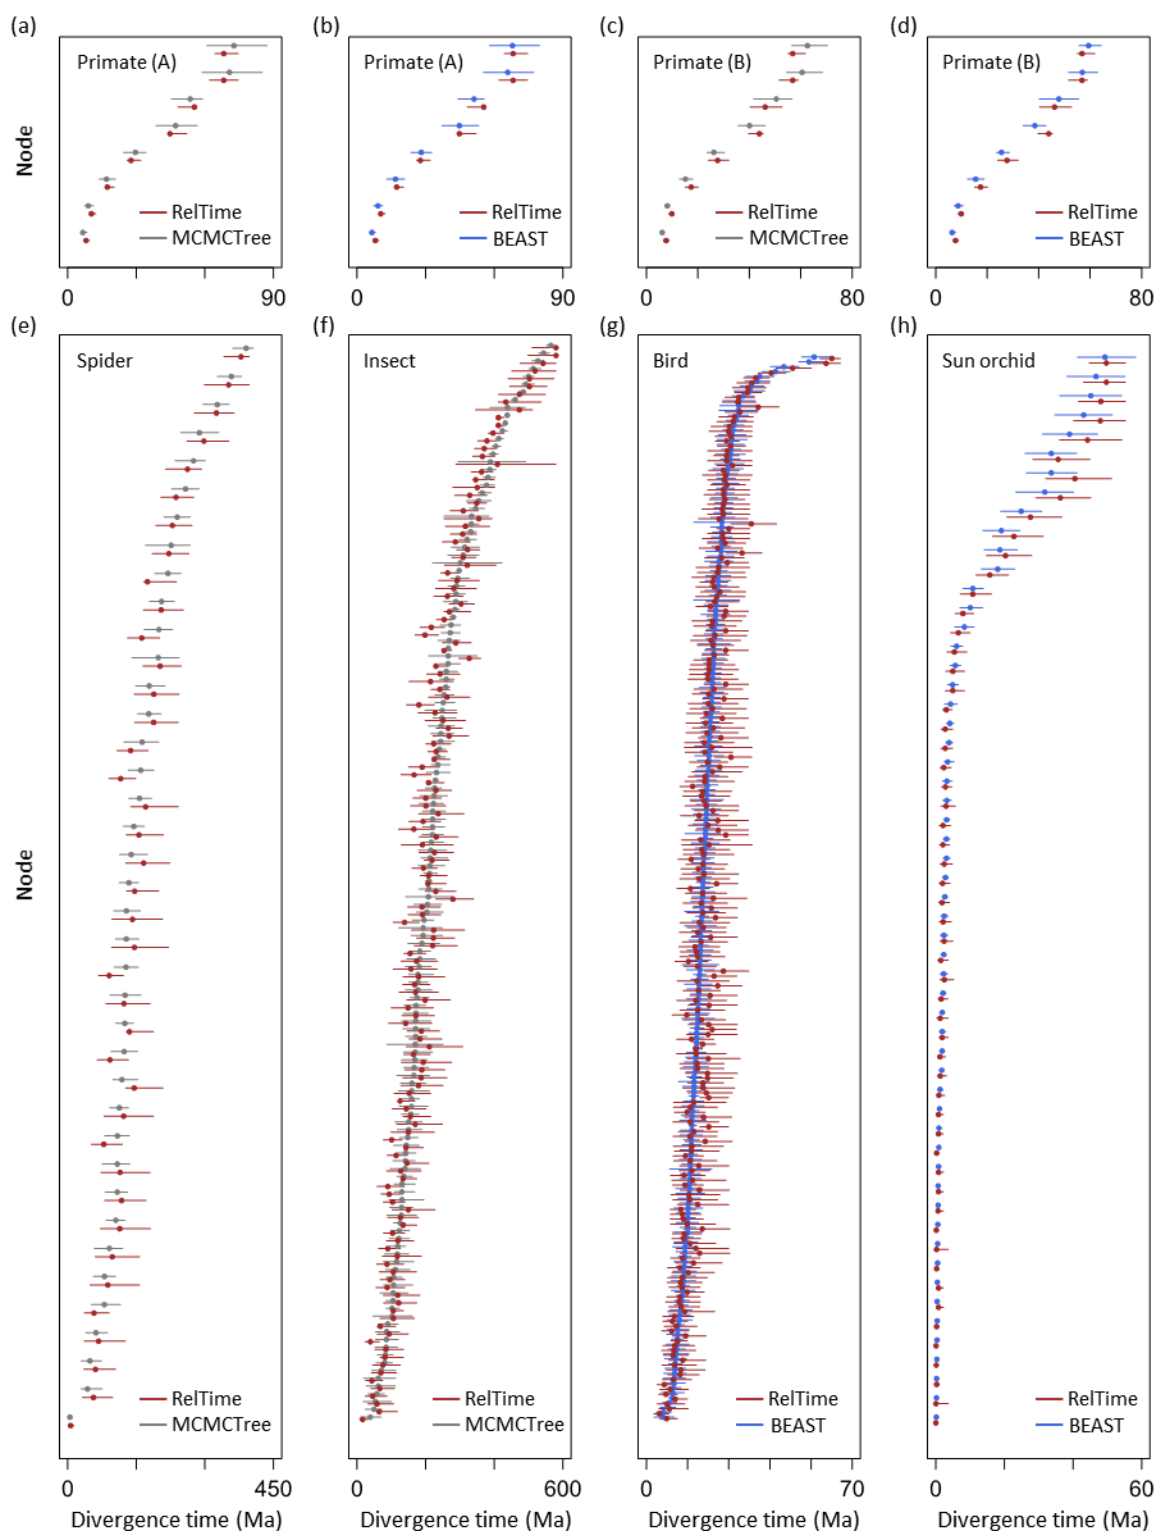 (a)
Primate (A)
Node
RelTime
MCMCTree
0
90
(b)
Primate (A)
RelTime
BEAST
0
90
(c)
Primate (B)
RelTime
MCMCTree
0
80
(d)
Primate (B)
RelTime
BEAST
0
80
(e)
Spider
Node
RelTime
MCMCTree
0
450
Divergence time (Ma)
(f)
Insect
RelTime
MCMCTree
0
600
Divergence time (Ma)
(g)
Bird
RelTime
BEAST
0
70
Divergence time (Ma)
(h)
Sun orchid
RelTime
BEAST
0
60
Divergence time (Ma)